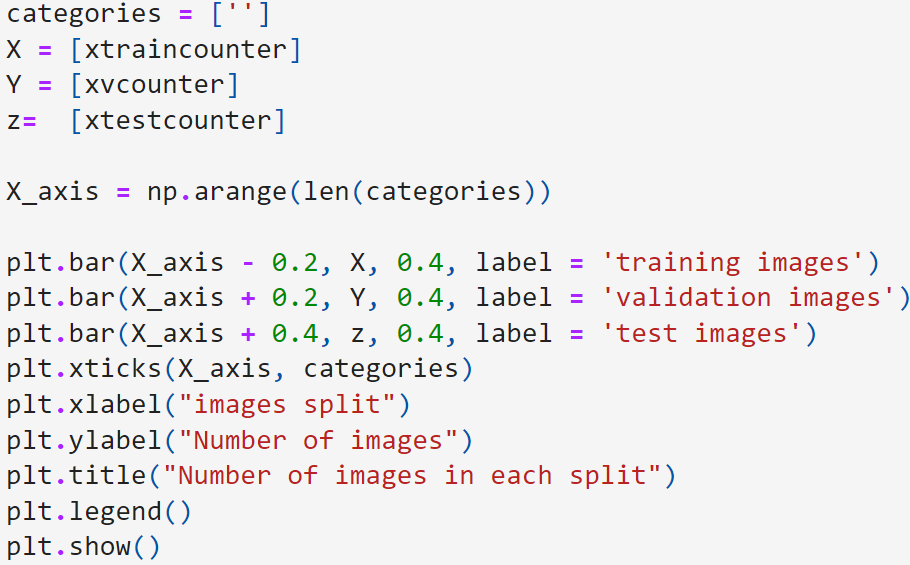 categories = ['']
X = [xtraincounter]
Y = [xvcounter]
z=  [xtestcounter]
X_axis = np.arange(len(categories))
plt.bar(X_axis - 0.2, X, 0.4, label = 'training images')
plt.bar(X_axis + 0.2, Y, 0.4, label = 'validation images')
plt.bar(X_axis + 0.4, z, 0.4, label = 'test images')
plt.xticks(X_axis, categories)
plt.xlabel("images split")
plt.ylabel("Number of images")
plt.title("Number of images in each split")
plt.legend()
plt.show()